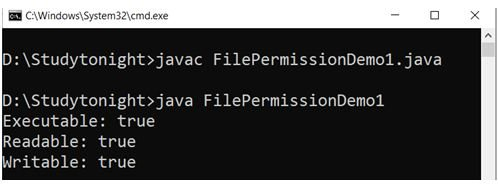 C:\Windows\System32\cmd.exe
D:\Studytonight>javac FilePermissionDemo1.java
D:\Studytonight>java FilePermissionDemo1
Executable: true
Readable: true
Writable: true